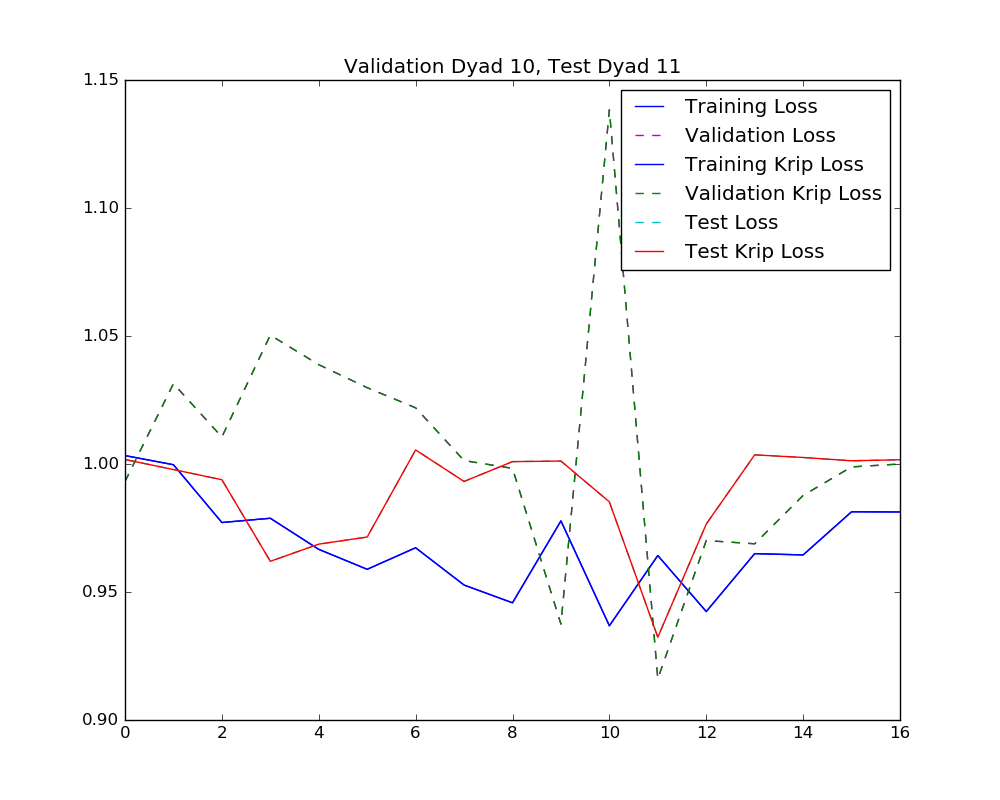 Validation Dyad 10, Test Dyad 11
1.15
1.10
1.05
1.00
0.95
0.90
0 2 4 6 8 10 12 14 16
Training Loss
Validation Loss
Training Krip Loss
Validation Krip Loss
Test Loss
Test Krip Loss